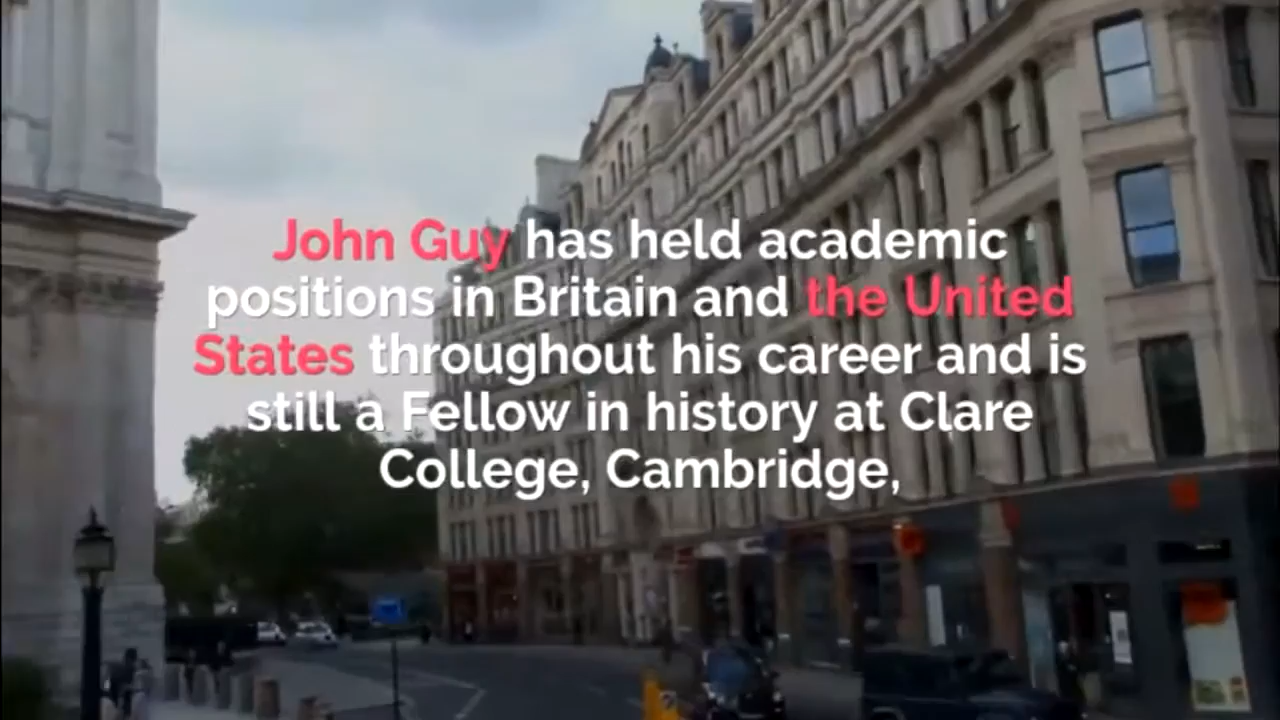 John Guy has held academic
positions in Britain and the United
States throughout his career and is
still a Fellow in history at Clare
College, Cambridge,